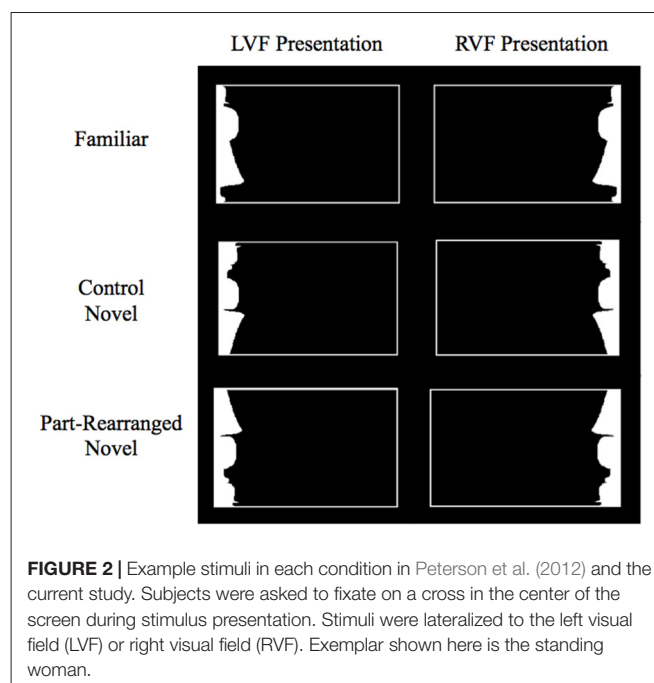 LVF Presentation RVF Presentation
Familiar
Control
Novel
Part-Rearranged
Novel
FIGURE 2 | Example stimuli in each condition in Peterson et al. (2012) and the
current study. Subjects were asked to fixate on a cross in the center of the
screen during stimulus presentation. Stimuli were lateralized to the left visual
field (LVF) or right visual field (RVF). Exemplar shown here is the standing
woman.